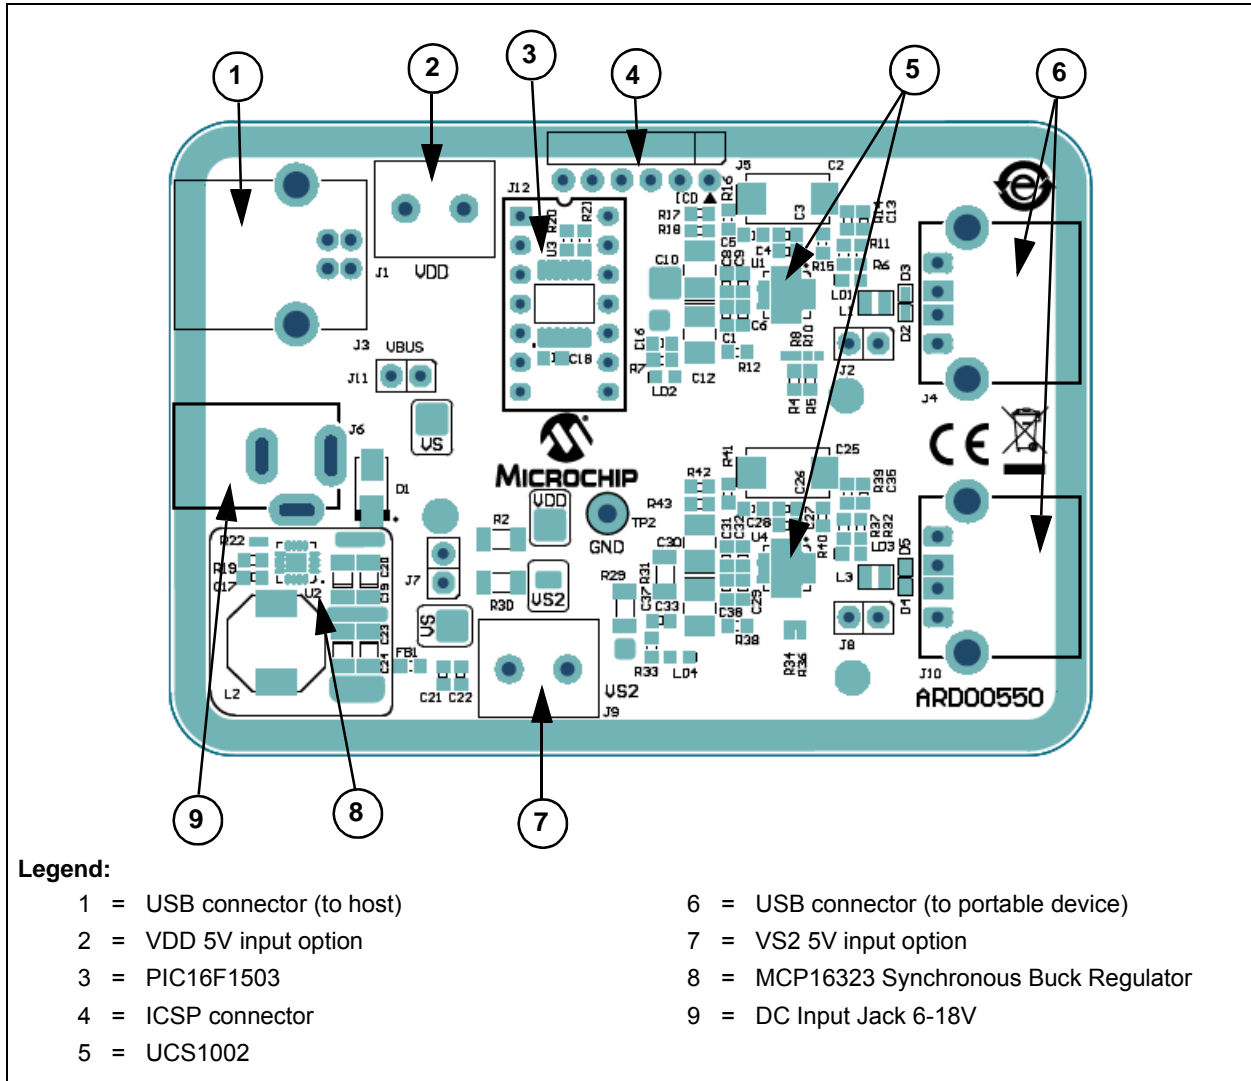 1
2
3
4
5
6
J5
C2
J12
R16
ICD
R20
R21
R17
R18
C3
R14
C13
C5
C4
R11
U3
C10
C8
C9
U1
R15
R6
D3
J1
VDD
LD1
L1
J3
VBUS
C6
R8
R10
D2
C16
C18
C1
J11
R7
R12
J2
LD2
C12
R4
R5
J4
VS
J6
MICROCHIP
R41
C25
R42
C26
R39
C35
D1
VDD
R43
R2
TP2
C31
C32
C28
C27
R37
R32
GND
U4
R40
LD3
D5
R22
C30
R19
C20
C17
U2
J7
R29
R31
L3
C19
R30
VS2
C37
C33
C38
C29
D4
VS
C23
R38
FB1
R33
LD4
R34
R36
J8
C24
L2
C21
C22
VS2
J9
J10
ARD00550
9
8
7
Legend:
1 = USB connector (to host)
2 = VDD 5V input option
3 = PIC16F1503
4 = ICSP connector
5 = UCS1002
6 = USB connector (to portable device)
7 = VS2 5V input option
8 = MCP16323 Synchronous Buck Regulator
9 = DC Input Jack 6-18V